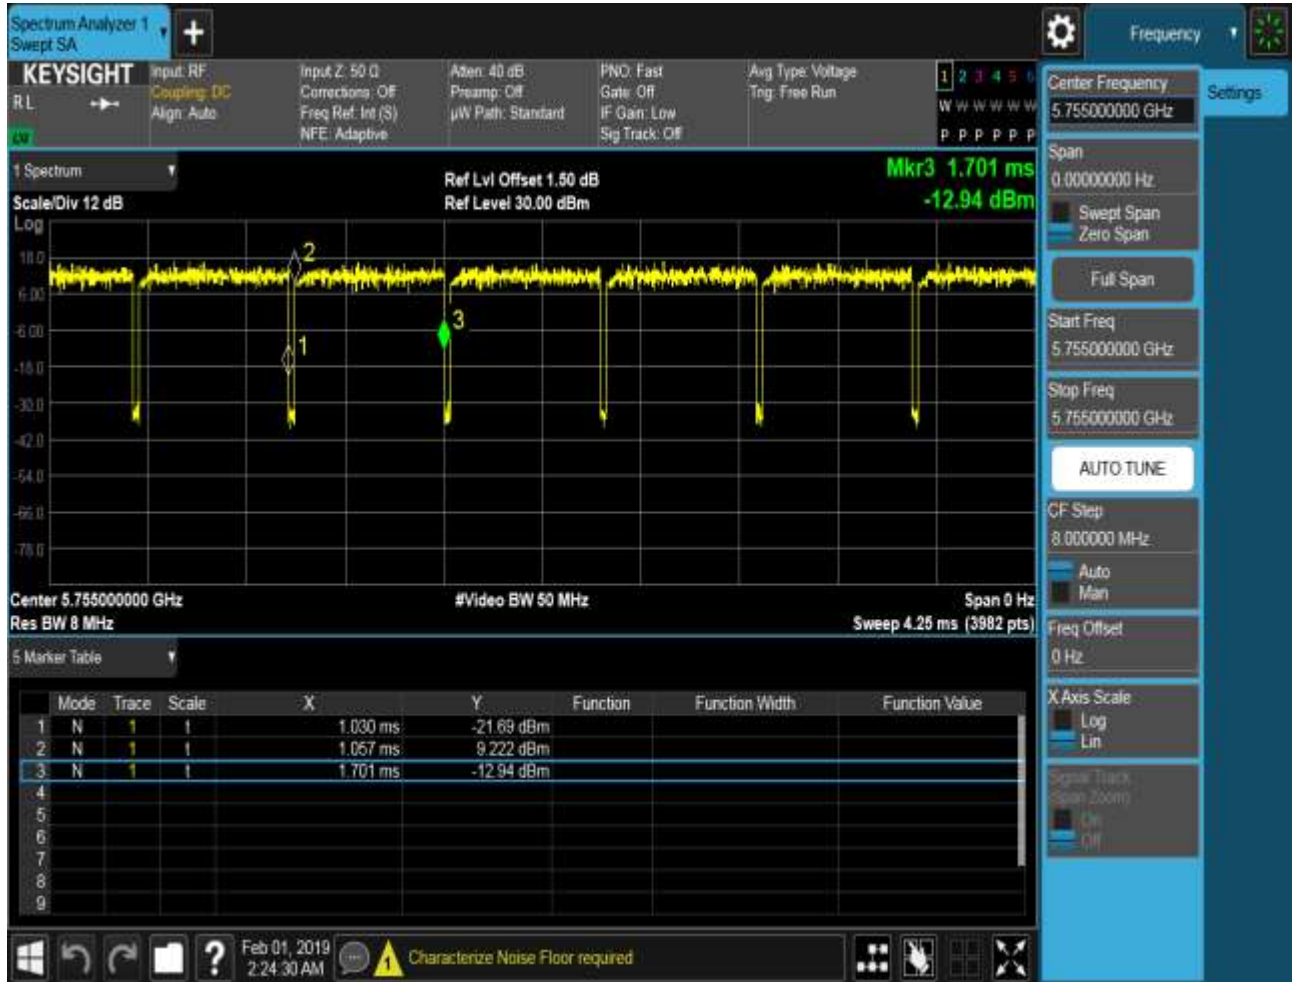 Spectrum Analyzer 1
Swept SA
Frequency
KEYSIGHT
Input: RF
Coupling: DC
Align: Auto
Input Z: 50 Ω
Corrections: Off
Freq Ref: Int (S)
NFE: Adaptive
Atten: 40 dB
Preamp: Off
µW Path: Standard
PNO: Fast
Gate: Off
IF Gain: Low
Sig Track: Off
Avg Type: Voltage
Trig: Free Run
1 2 3 4 5 6
W W W W W W
P P P P P P
RL
1 Spectrum
Scale/Div 12 dB
Ref Lvl Offset 1.50 dB
Ref Level 30.00 dBm
Mkr3 1.701 ms
-12.94 dBm
Log
18.0
6.00
-6.00
-18.0
-30.0
-42.0
-54.0
-66.0
-78.0
2
1
3
Center 5.755000000 GHz
#Video BW 50 MHz
Span 0 Hz
Res BW 8 MHz
Sweep 4.25 ms (3982 pts)
5 Marker Table
Mode Trace Scale X Y Function Function Width Function Value
1 N 1 t 1.030 ms -21.69 dBm
2 N 1 t 1.057 ms 9.222 dBm
3 N 1 t 1.701 ms -12.94 dBm
4
5
6
7
8
9
Feb 01, 2019
2:24:30 AM
?
1
Characterize Noise Floor required
Center Frequency
5.755000000 GHz
Settings
Span
0.00000000 Hz
Swept Span
Zero Span
Full Span
Start Freq
5.755000000 GHz
Stop Freq
5.755000000 GHz
AUTO TUNE
CF Step
8.000000 MHz
Auto
Man
Freq Offset
0 Hz
X Axis Scale
Log
Lin
Signal Track
(Span Zoom)
On
Off